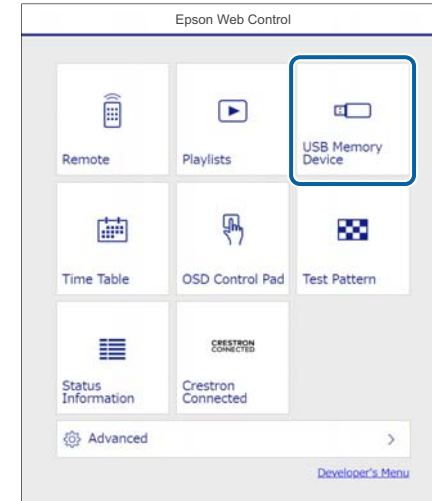 Epson Web Control
Remote
Playlists
USB Memory
Device
Time Table
OSD Control Pad
Test Pattern
CRESTRON
CONNECTED
Status
Information
Crestron
Connected
Advanced
Developer's Menu